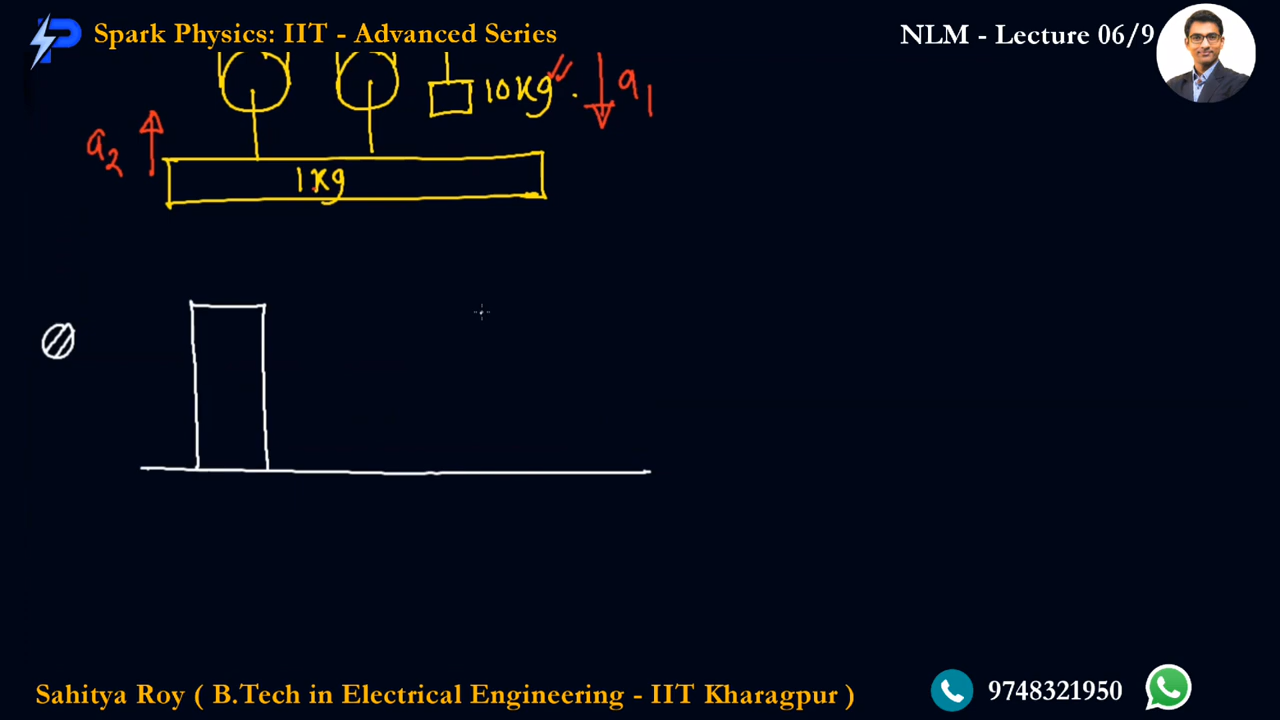 Spark Physics: IIT - Advanced Series
NLM - Lecture 06/9
10Kg
a1
a2
1Kg
Sahitya Roy ( B.Tech in Electrical Engineering - IIT Kharagpur )
9748321950